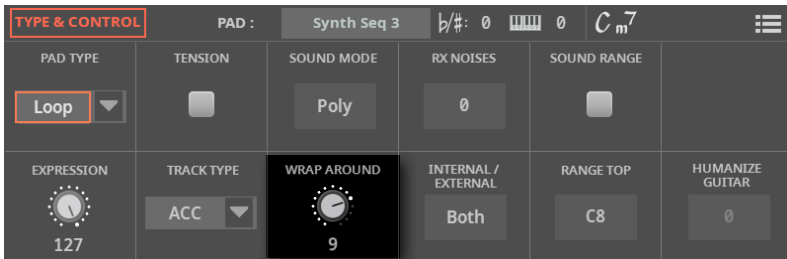 TYPE & CONTROL PAD : Synth Seq 3 ♭/♯: 0 0 Cm7
PAD TYPE TENSION SOUND MODE RX NOISES SOUND RANGE
Loop Poly 0
EXPRESSION TRACK TYPE WRAP AROUND INTERNAL / EXTERNAL RANGE TOP HUMANIZE GUITAR
ACC Both C8 0
127 9